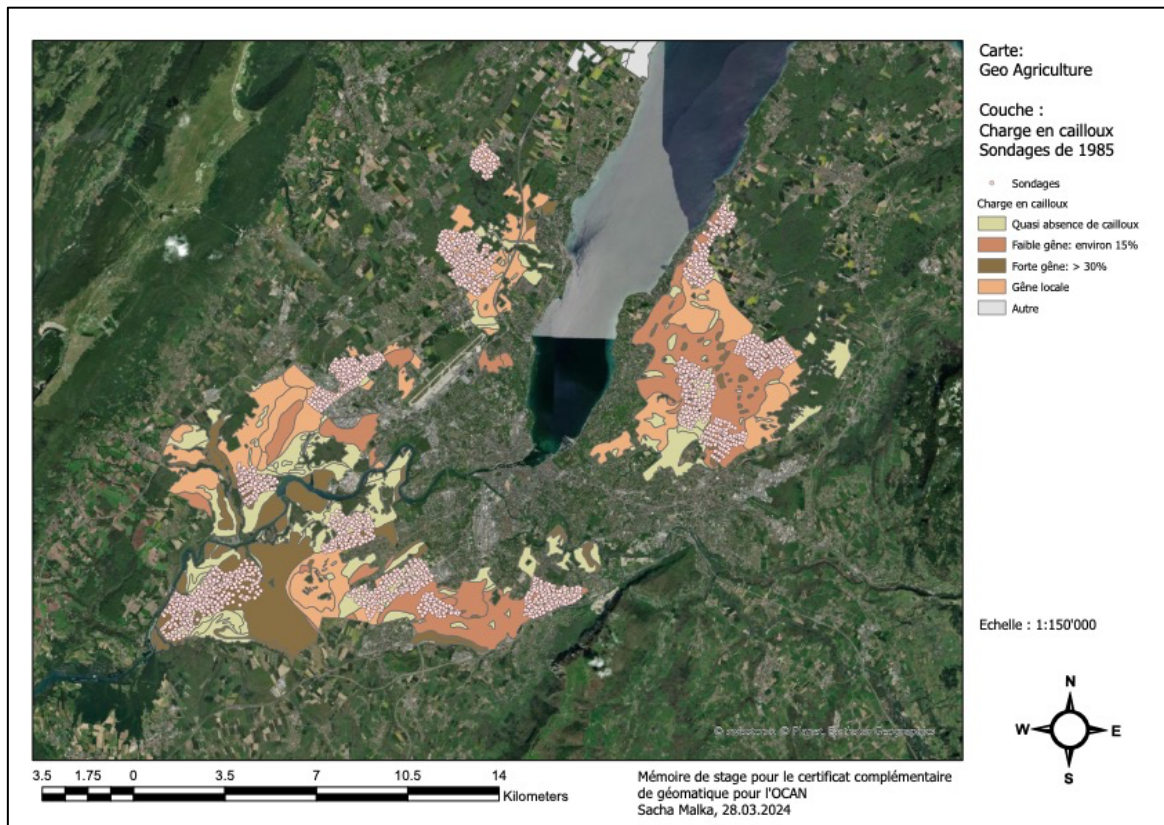 Carte:
Geo Agriculture
Couche :
Charge en cailloux
Sondages de 1985
Sondages
Charge en cailloux
Quasi absence de cailloux
Faible gêne: environ 15%
Forte gêne: > 30%
Gêne locale
Autre
Echelle : 1:150'000
N
W E
S
3.5 1.75 0 3.5 7 10.5 14
Kilometers
Mémoire de stage pour le certificat complémentaire
de géomatique pour l'OCAN
Sacha Malka, 28.03.2024